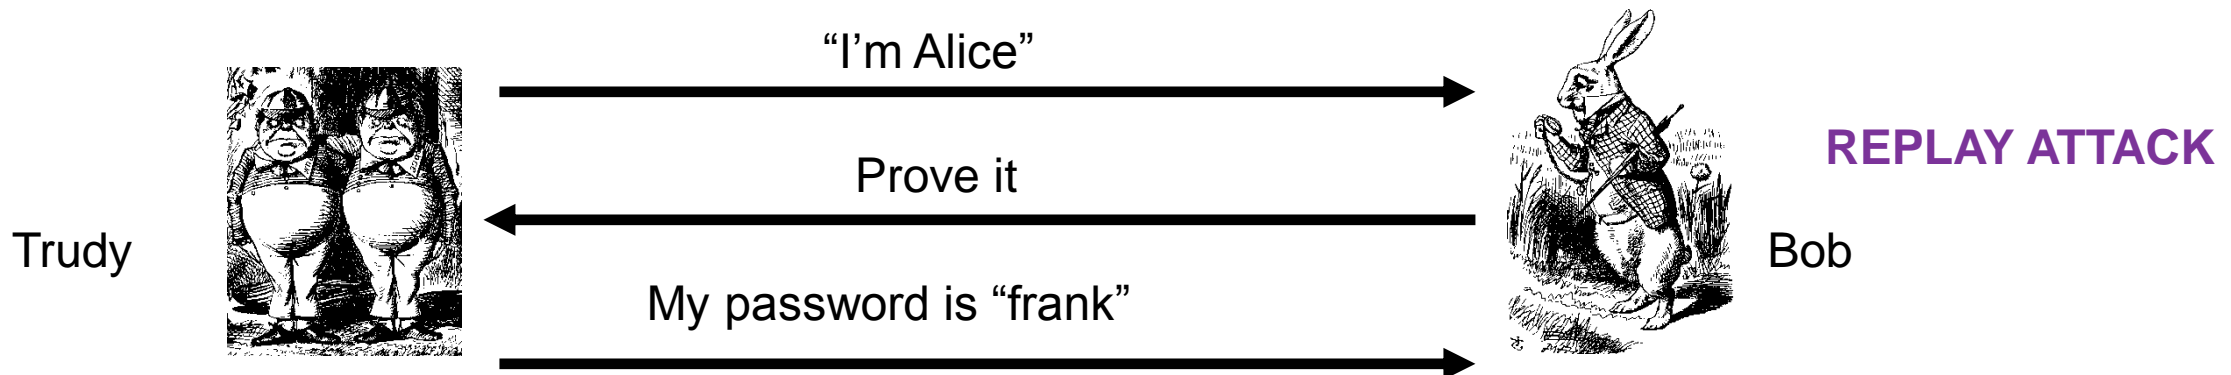 “I’m Alice”
REPLAY ATTACK
Prove it
Trudy
Bob
My password is “frank”